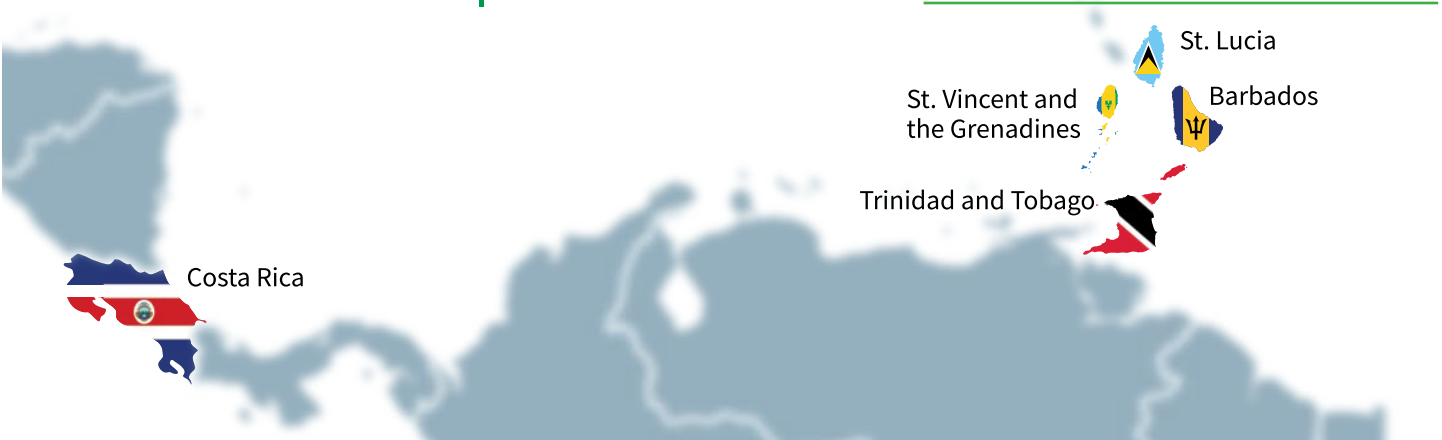 St. Lucia
Barbados
St. Vincent and
the Grenadines
Trinidad and Tobago
Costa Rica